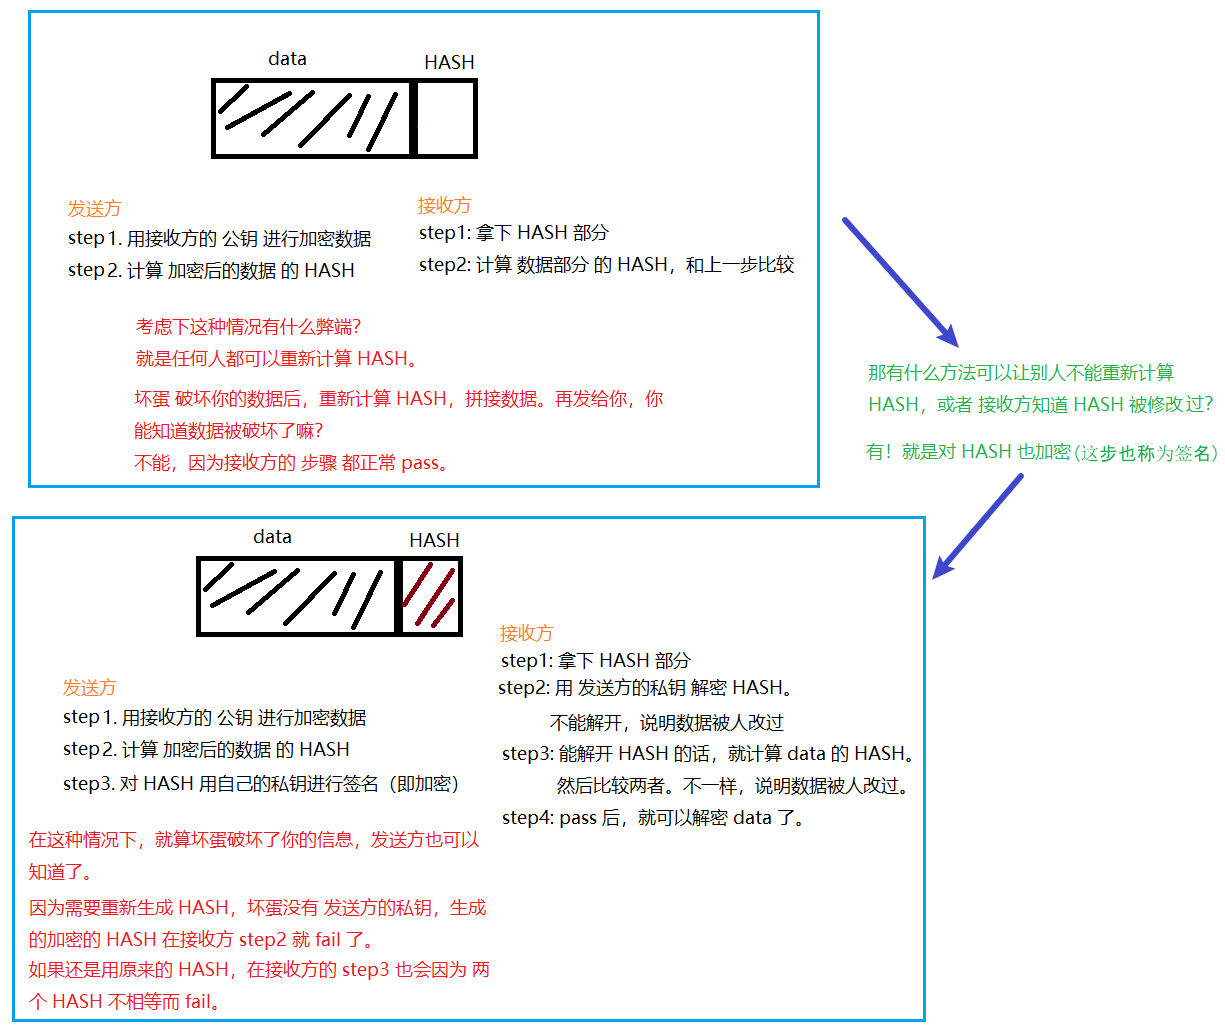 data
HASH
发送方
step1. 用接收方的 公钥 进行加密数据
step2. 计算 加密后的数据 的 HASH
接收方
step1: 拿下 HASH 部分
step2: 计算 数据部分 的 HASH，和上一步比较
考虑下这种情况有什么弊端？
就是任何人都可以重新计算 HASH。
坏蛋 破坏你的数据后，重新计算 HASH，拼接数据。再发给你，你
能知道数据被破坏了嘛？
不能，因为接收方的 步骤 都正常 pass。
那有什么方法可以让别人不能重新计算
HASH，或者 接收方知道 HASH 被修改过？
有！就是对 HASH 也加密（这步也称为签名）
data
HASH
发送方
step1. 用接收方的 公钥 进行加密数据
step2. 计算 加密后的数据 的 HASH
step3. 对 HASH 用自己的私钥进行签名（即加密）
接收方
step1: 拿下 HASH 部分
step2: 用 发送方的私钥 解密 HASH。
不能解开，说明数据被人改过
step3: 能解开 HASH 的话，就计算 data 的 HASH。
然后比较两者。不一样，说明数据被人改过。
step4: pass 后，就可以解密 data 了。
在这种情况下，就算坏蛋破坏了你的信息，发送方也可以
知道了。
因为需要重新生成 HASH，坏蛋没有 发送方的私钥，生成
的加密的 HASH 在接收方 step2 就 fail 了。
如果还是用原来的 HASH，在接收方的 step3 也会因为 两
个 HASH 不相等而 fail。